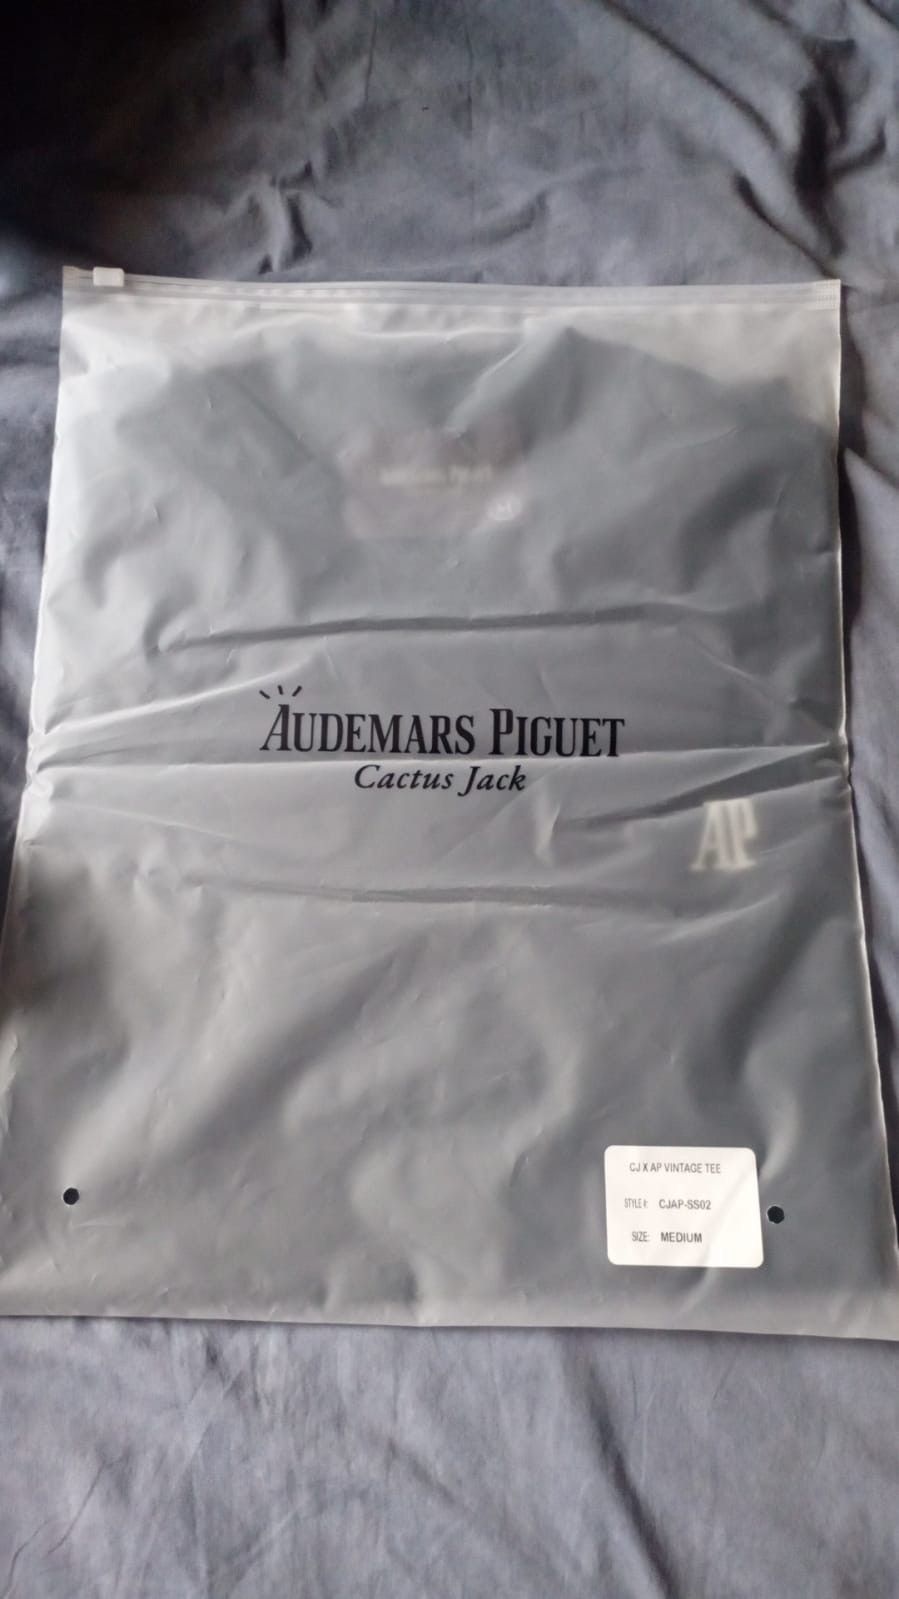 AUDEMARS PIGUET
Cactus Jack
AP
CJ X AP VINTAGE TEE
STYLE #: CJAP-SS02
SIZE: MEDIUM